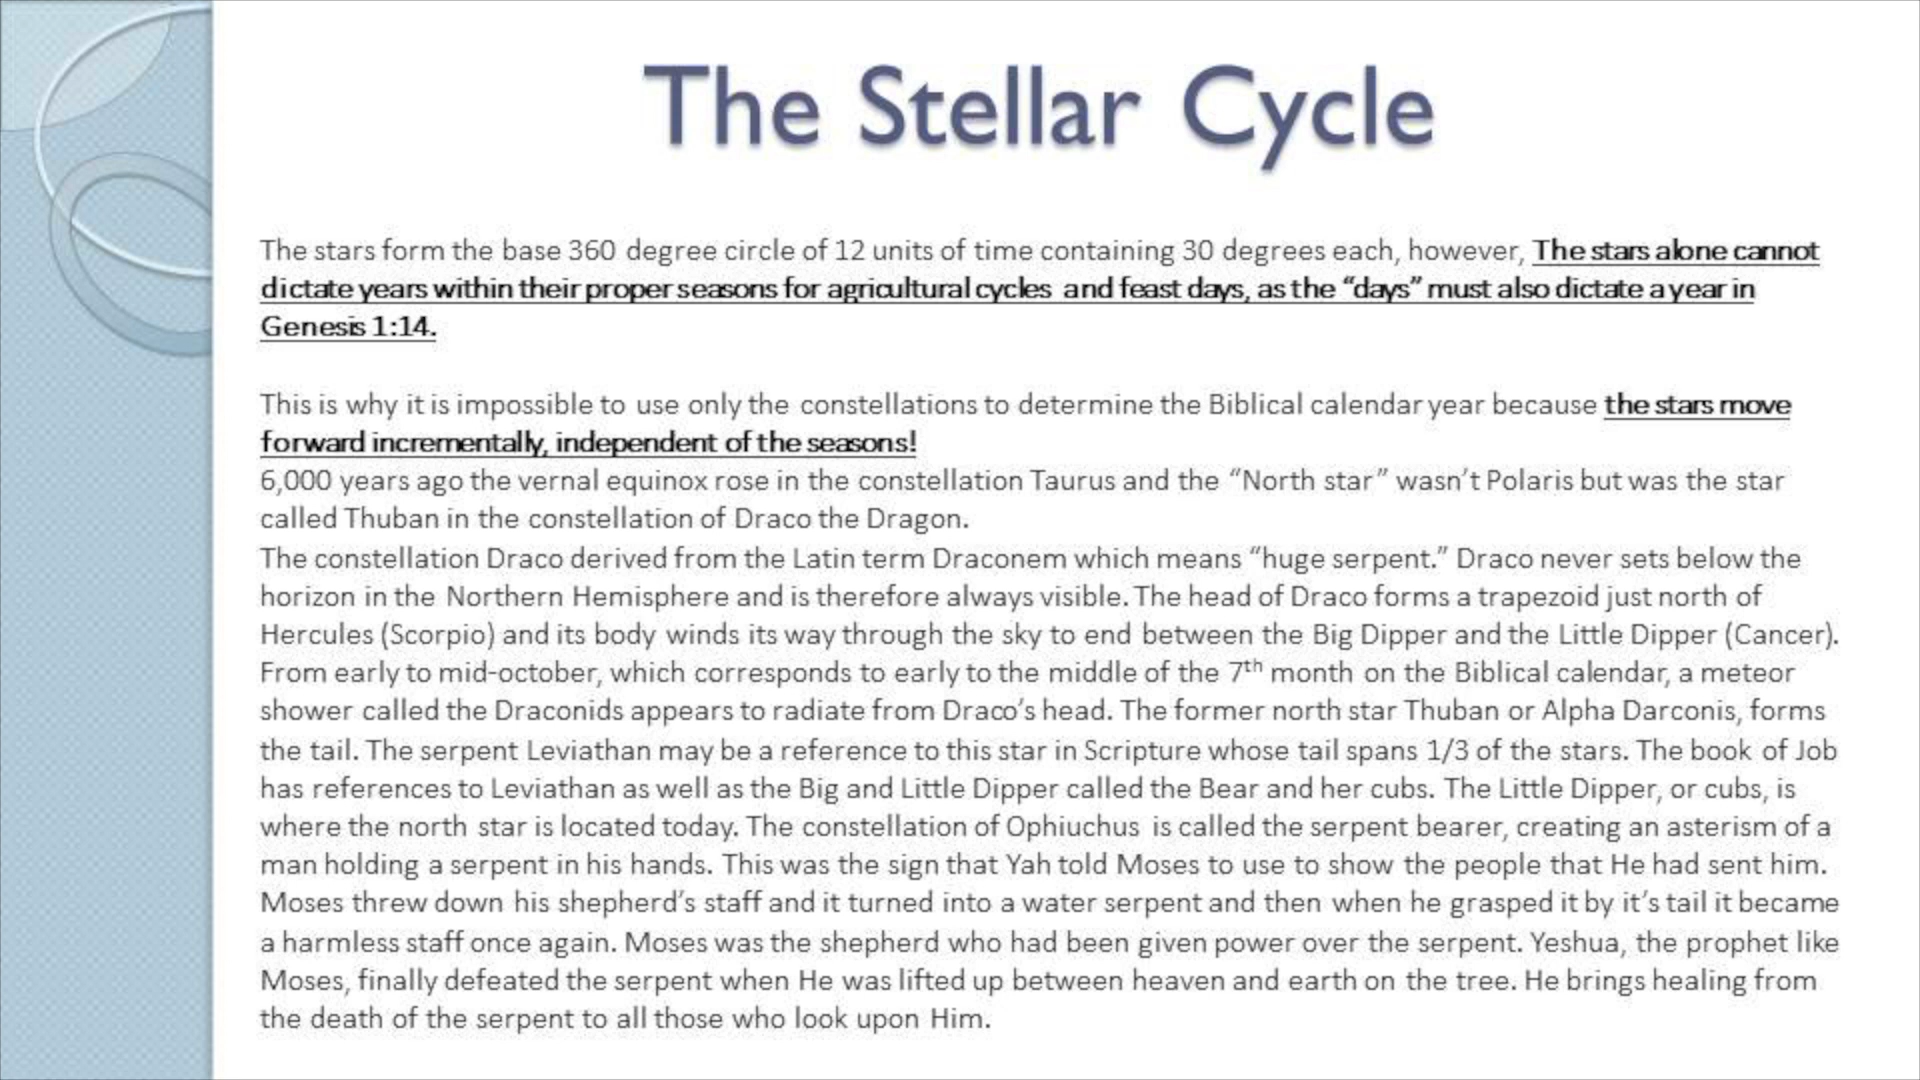 The Stellar Cycle
The stars form the base 360 degree circle of 12 units of time containing 30 degrees each, however, The stars alone cannot
dictate years within their proper seasons for agricultural cycles and feast days, as the “days” must also dictate a year in
Genesis 1:14.
This is why it is impossible to use only the constellations to determine the Biblical calendar year because the stars move
forward incrementally, independent of the seasons!
6,000 years ago the vernal equinox rose in the constellation Taurus and the “North star” wasn’t Polaris but was the star
called Thuban in the constellation of Draco the Dragon.
The constellation Draco derived from the Latin term Draconem which means “huge serpent.” Draco never sets below the
horizon in the Northern Hemisphere and is therefore always visible. The head of Draco forms a trapezoid just north of
Hercules (Scorpio) and its body winds its way through the sky to end between the Big Dipper and the Little Dipper (Cancer).
From early to mid-october, which corresponds to early to the middle of the 7th month on the Biblical calendar, a meteor
shower called the Draconids appears to radiate from Draco’s head. The former north star Thuban or Alpha Darconis, forms
the tail. The serpent Leviathan may be a reference to this star in Scripture whose tail spans 1/3 of the stars. The book of Job
has references to Leviathan as well as the Big and Little Dipper called the Bear and her cubs. The Little Dipper, or cubs, is
where the north star is located today. The constellation of Ophiuchus is called the serpent bearer, creating an asterism of a
man holding a serpent in his hands. This was the sign that Yah told Moses to use to show the people that He had sent him.
Moses threw down his shepherd’s staff and it turned into a water serpent and then when he grasped it by it’s tail it became
a harmless staff once again. Moses was the shepherd who had been given power over the serpent. Yeshua, the prophet like
Moses, finally defeated the serpent when He was lifted up between heaven and earth on the tree. He brings healing from
the death of the serpent to all those who look upon Him.